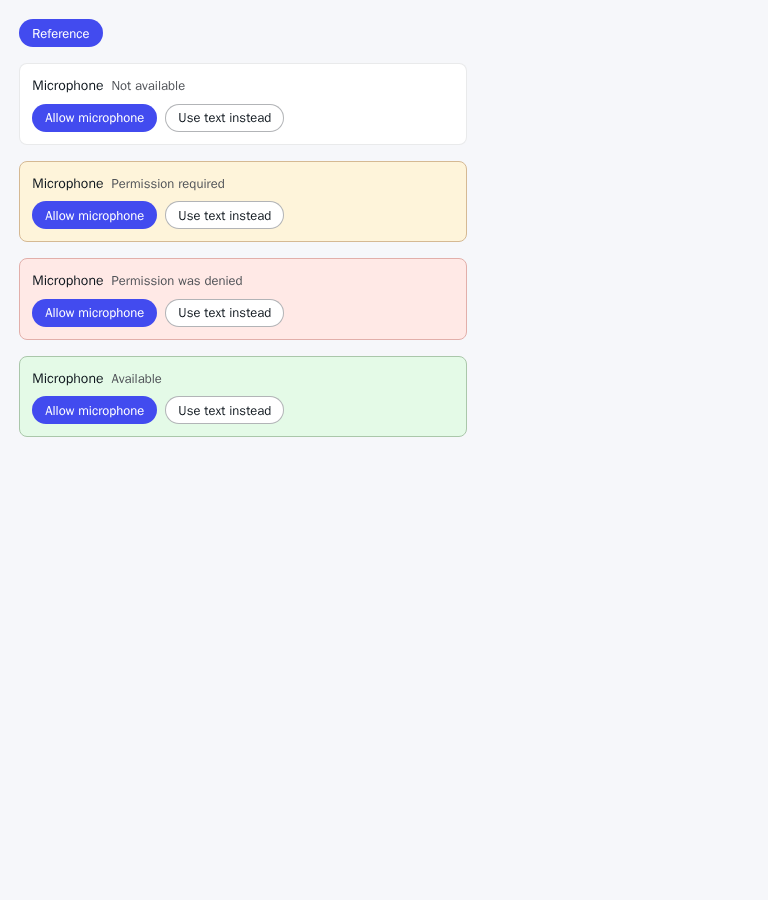 Reference
Microphone Not available
Allow microphone Use text instead
Microphone Permission required
Allow microphone Use text instead
Microphone Permission was denied
Allow microphone Use text instead
Microphone Available
Allow microphone Use text instead